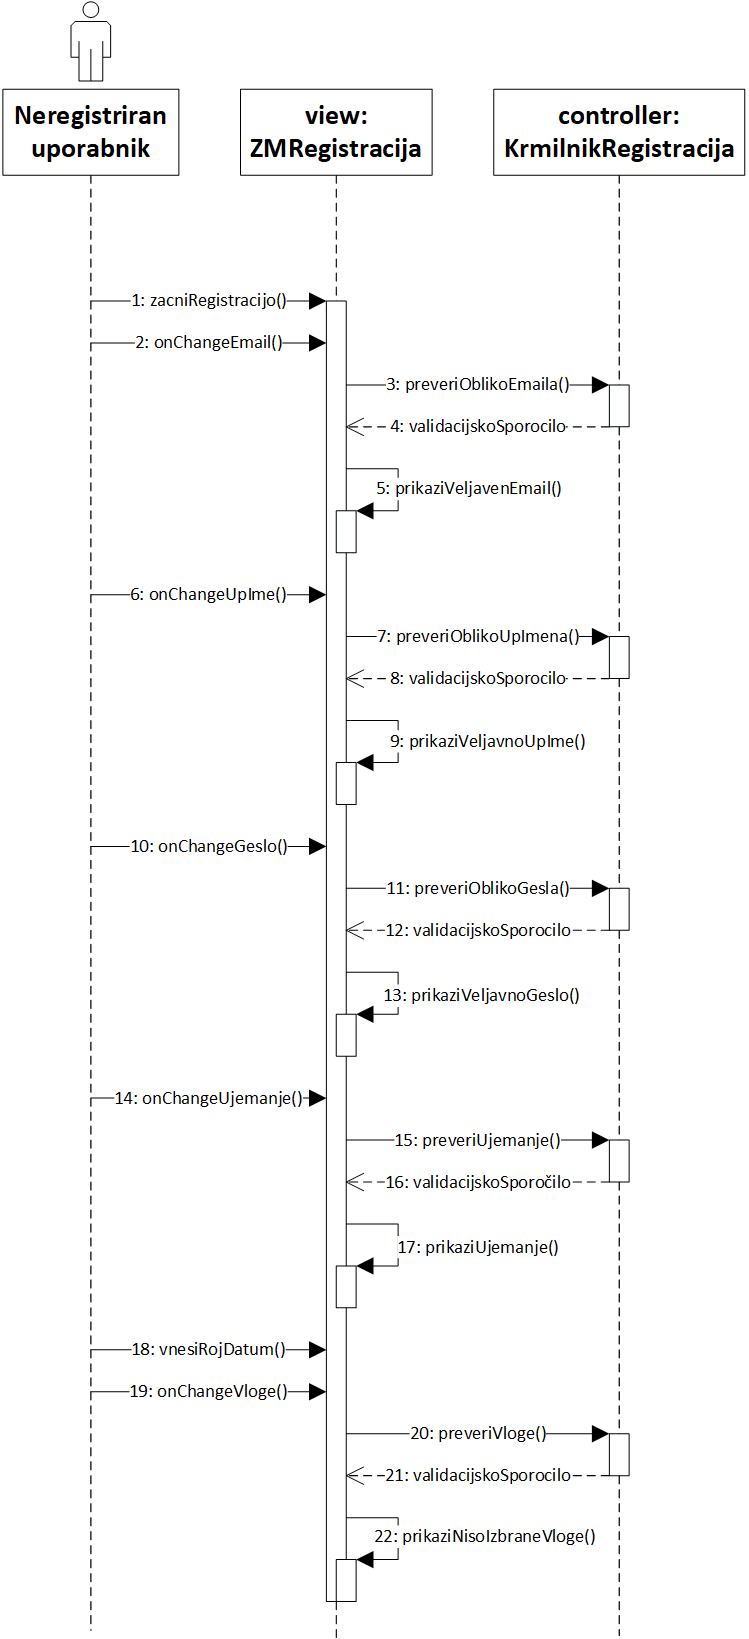 Neregistriran
uporabnik
view:
ZMRegistracija
controller:
KrmilnikRegistracija
1: zacniRegistracijo()
2: onChangeEmail()
3: preveriOblikoEmaila()
4: validacijskoSporocilo
5: prikaziVeljavenEmail()
6: onChangeUpIme()
7: preveriOblikoUpImena()
8: validacijskoSporocilo
9: prikaziVeljavnoUpIme()
10: onChangeGeslo()
11: preveriOblikoGesla()
12: validacijskoSporocilo
13: prikaziVeljavnoGeslo()
14: onChangeUjemanje()
15: preveriUjemanje()
16: validacijskoSporočilo
17: prikaziUjemanje()
18: vnesiRojDatum()
19: onChangeVloge()
20: preveriVloge()
21: validacijskoSporocilo
22: prikaziNisoIzbraneVloge()